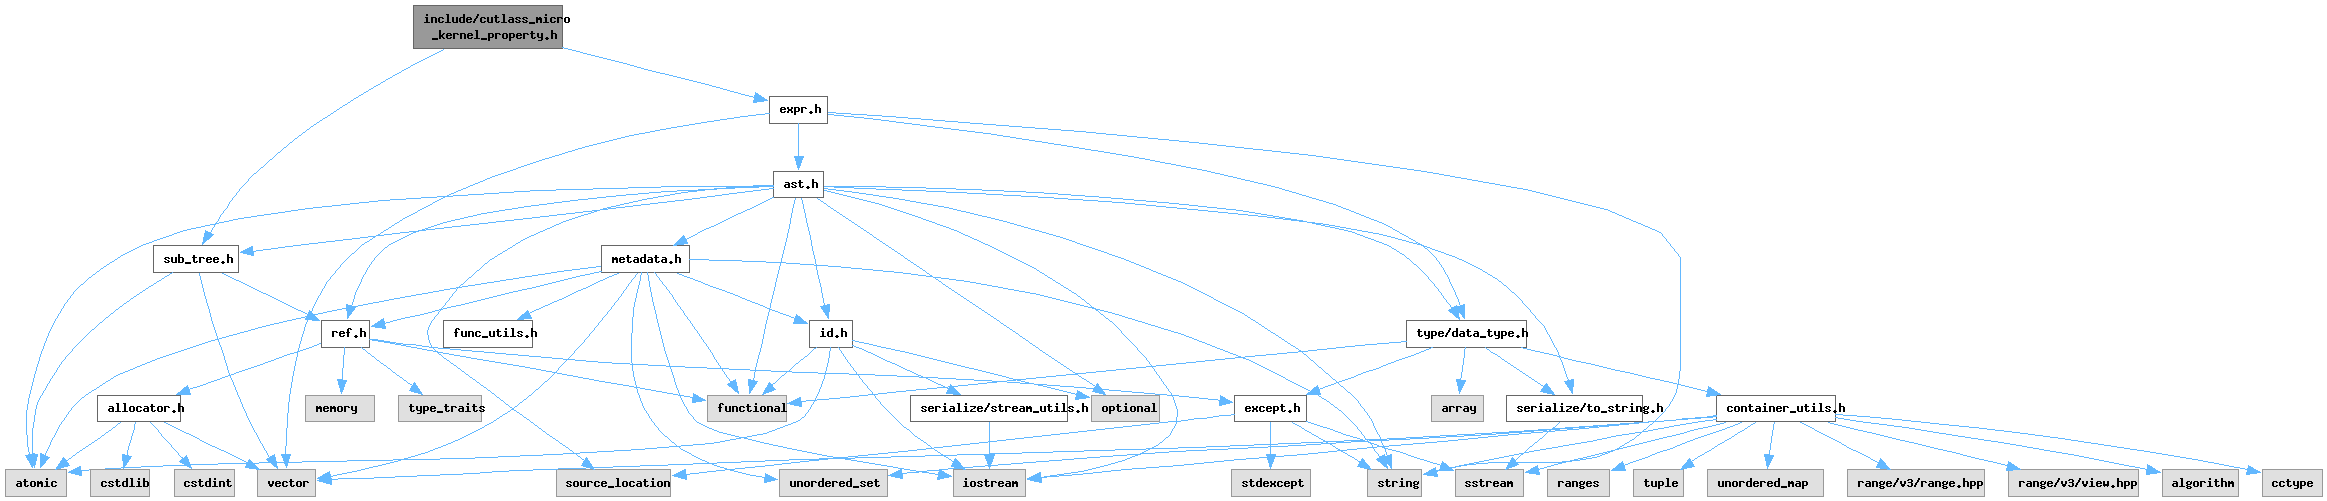 include/cutlass_micro
_kernel_property.h
expr.h
ast.h
sub_tree.h
metadata.h
ref.h
func_utils.h
id.h
type/data_type.h
allocator.h
memory
type_traits
functional
serialize/stream_utils.h
optional
except.h
array
serialize/to_string.h
container_utils.h
atomic
cstdlib
cstdint
vector
source_location
unordered_set
iostream
stdexcept
string
sstream
ranges
tuple
unordered_map
range/v3/range.hpp
range/v3/view.hpp
algorithm
cctype